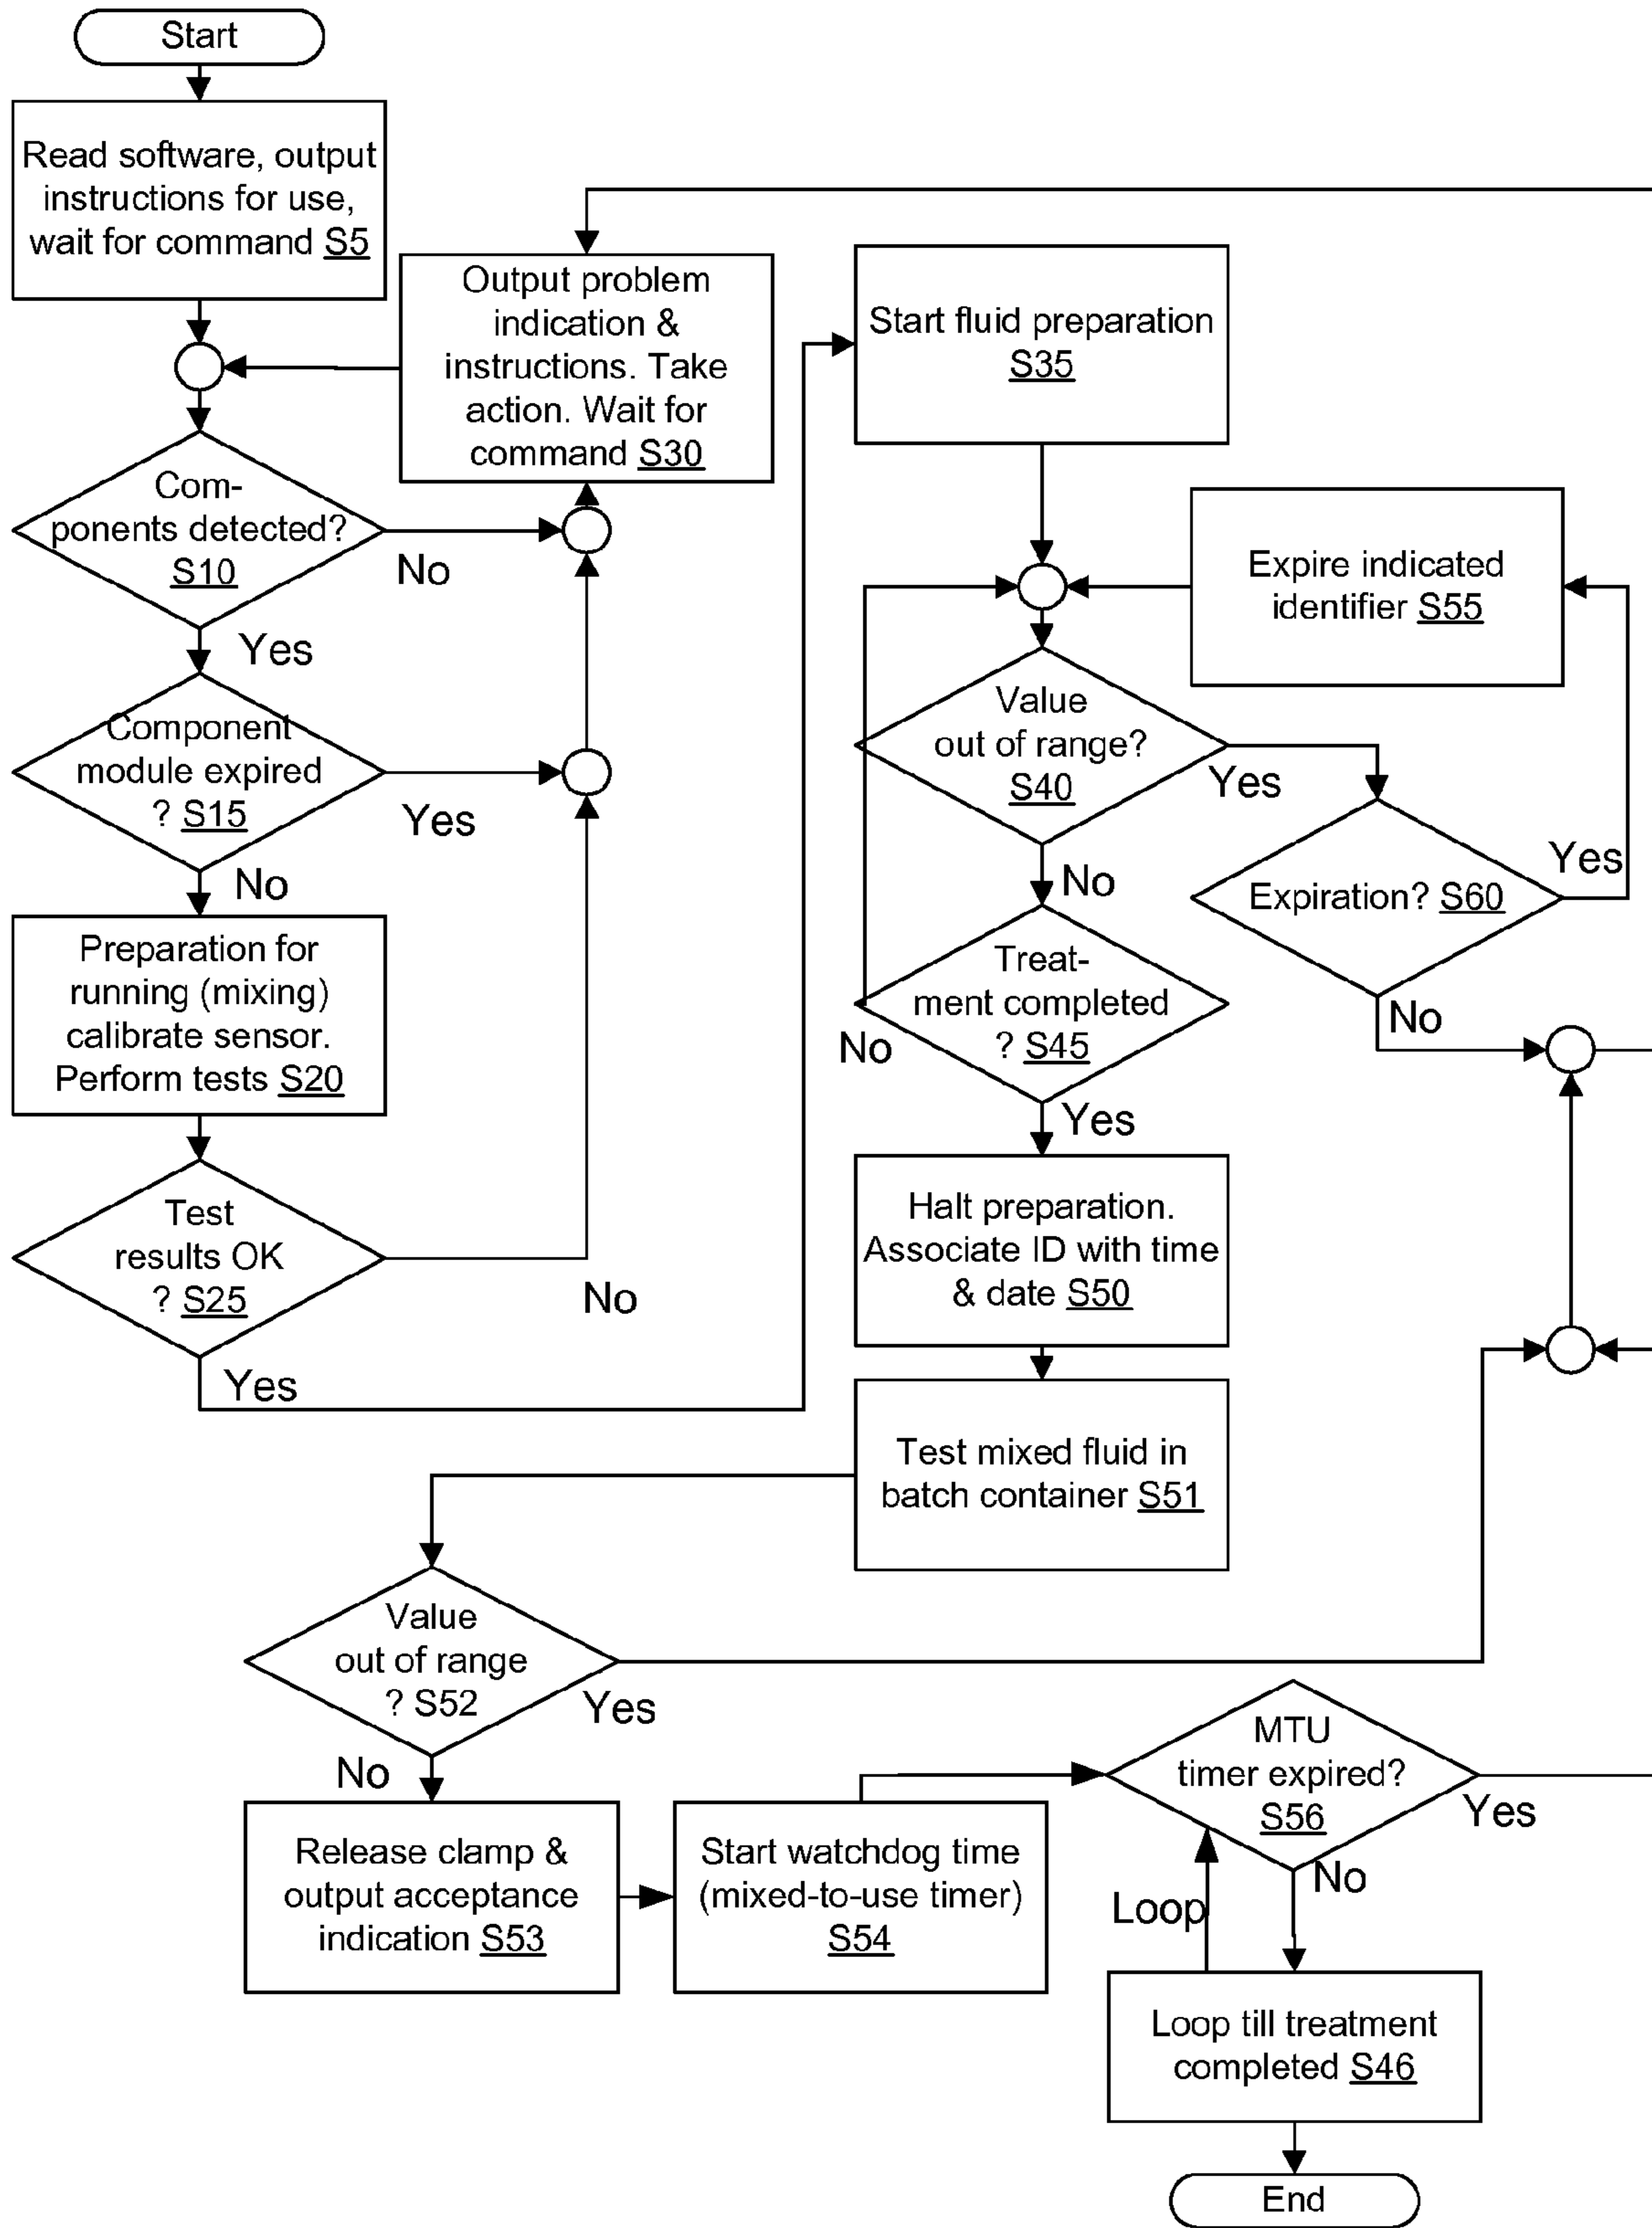 Start
Read software, output
instructions for use,
wait for command S5
Output problem
indication &
instructions. Take
action. Wait for
command S30
Com-
ponents detected?
S10
No
Yes
Component
module expired
? S15
Yes
No
Preparation for
running (mixing)
calibrate sensor.
Perform tests S20
Test
results OK
? S25
No
Yes
Start fluid preparation
S35
Expire indicated
identifier S55
Value
out of range?
S40
Yes
No
Expiration? S60
Yes
No
Treat-
ment completed
? S45
No
Yes
Halt preparation.
Associate ID with time
& date S50
Test mixed fluid in
batch container S51
Value
out of range
? S52
Yes
No
Release clamp &
output acceptance
indication S53
Start watchdog time
(mixed-to-use timer)
S54
MTU
timer expired?
S56
Yes
No
Loop
Loop till treatment
completed S46
End